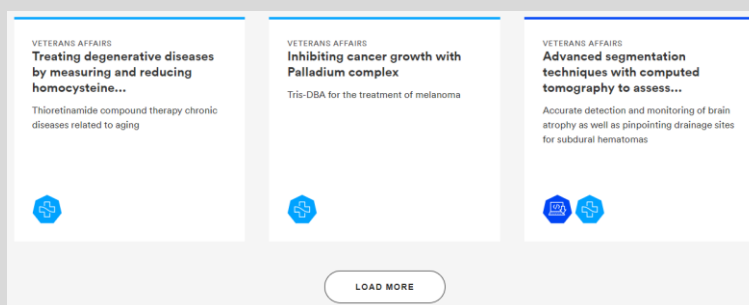 VETERANS AFFAIRS
Treating degenerative diseases
by measuring and reducing
homocysteine...
Thioretinamide compound therapy chronic
diseases related to aging
VETERANS AFFAIRS
Inhibiting cancer growth with
Palladium complex
Tris-DBA for the treatment of melanoma
VETERANS AFFAIRS
Advanced segmentation
techniques with computed
tomography to assess...
Accurate detection and monitoring of brain
atrophy as well as pinpointing drainage sites
for subdural hematomas
LOAD MORE